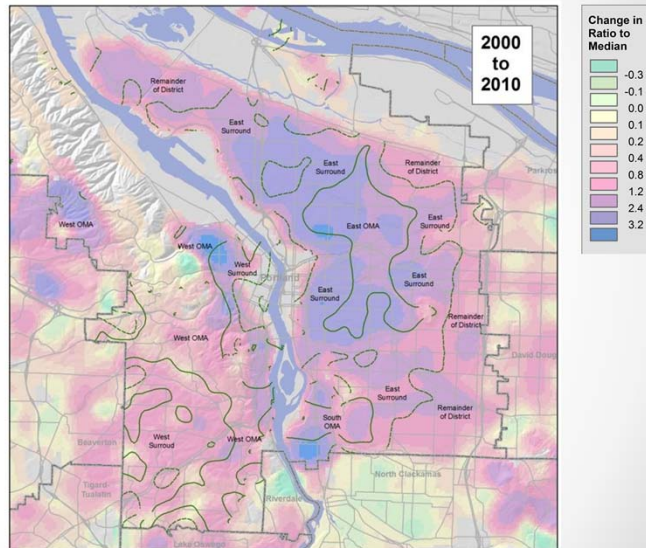 2000
to
2010
Change in
Ratio to
Median
-0.3
-0.1
0.0
0.1
0.2
0.4
0.8
1.2
2.4
3.2
Remainder
of District
East
Surround
East
Surround
Remainder
of District
West OMA
East OMA
East
Surround
West OMA
West
Surround
Portland
East
Surround
East
Surround
Remainder
of District
West OMA
David Doug
East
Surround
Remainder
of District
South
OMA
Beaverton
West
Surroud
West OMA
Tigard-
Tualatin
North Clackamas
Riverdale
Lake Oswego